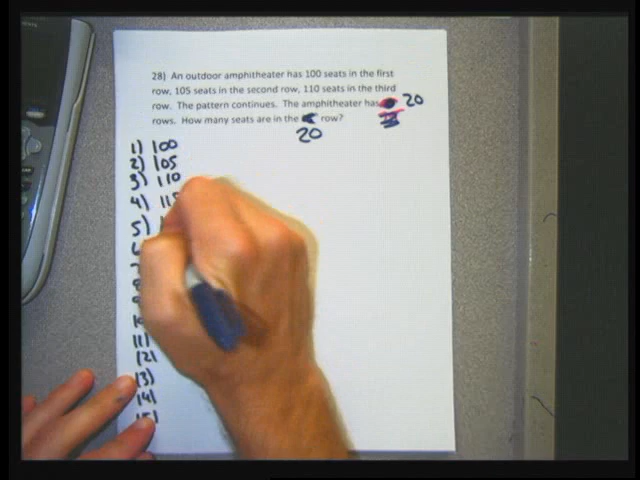 28) An outdoor amphitheater has 100 seats in the first
row, 105 seats in the second row, 110 seats in the third
row. The pattern continues. The amphitheater has 20
rows. How many seats are in the row?
20
1) 100
2) 105
3) 110
4) 115
5)
11)
12)
13)
14)
15)